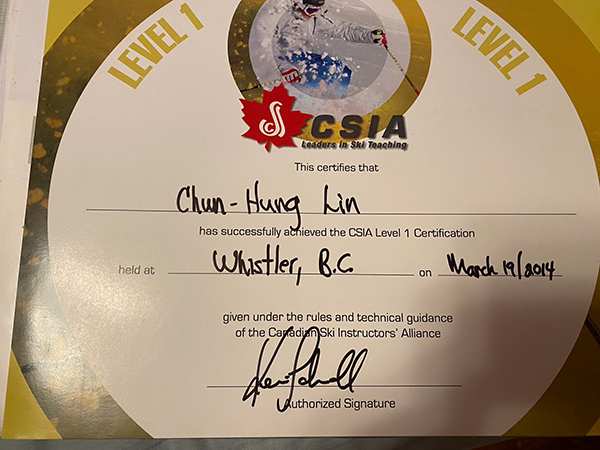 LEVEL 1
LEVEL 1
CSIA
Leaders in Ski Teaching
This certifies that
Chun-Hung Lin
has successfully achieved the CSIA Level 1 Certification
held at Whistler, B.C. on March 19/2014
given under the rules and technical guidance
of the Canadian Ski Instructors' Alliance
Authorized Signature